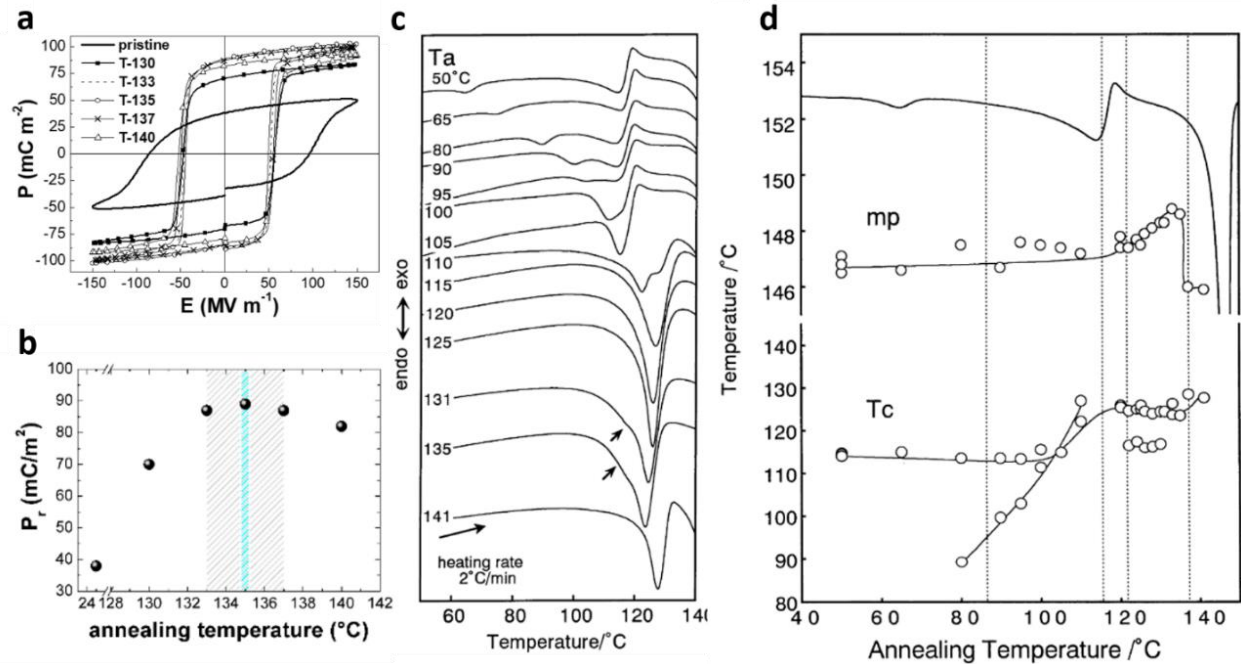 a
pristine
T-130
T-133
T-135
T-137
T-140
P (mC m⁻²)
100
75
50
25
0
-25
-50
-75
-100
-150 -100 -50 0 50 100 150
E (MV m⁻¹)
b
Pᵣ (mC/m²)
100
90
80
70
60
50
40
30
24 128 130 132 134 136 138 140 142
annealing temperature (°C)
c
Ta
50°C
65
80
90
95
100
105
110
115
120
125
131
135
141
endo exo
heating rate
2°C/min
60 80 100 120 140
Temperature/°C
d
154
152
150
148
146
mp
Temperature /°C
140
130
120
110
100
90
80
Tc
40 60 80 100 120 140
Annealing Temperature /°C